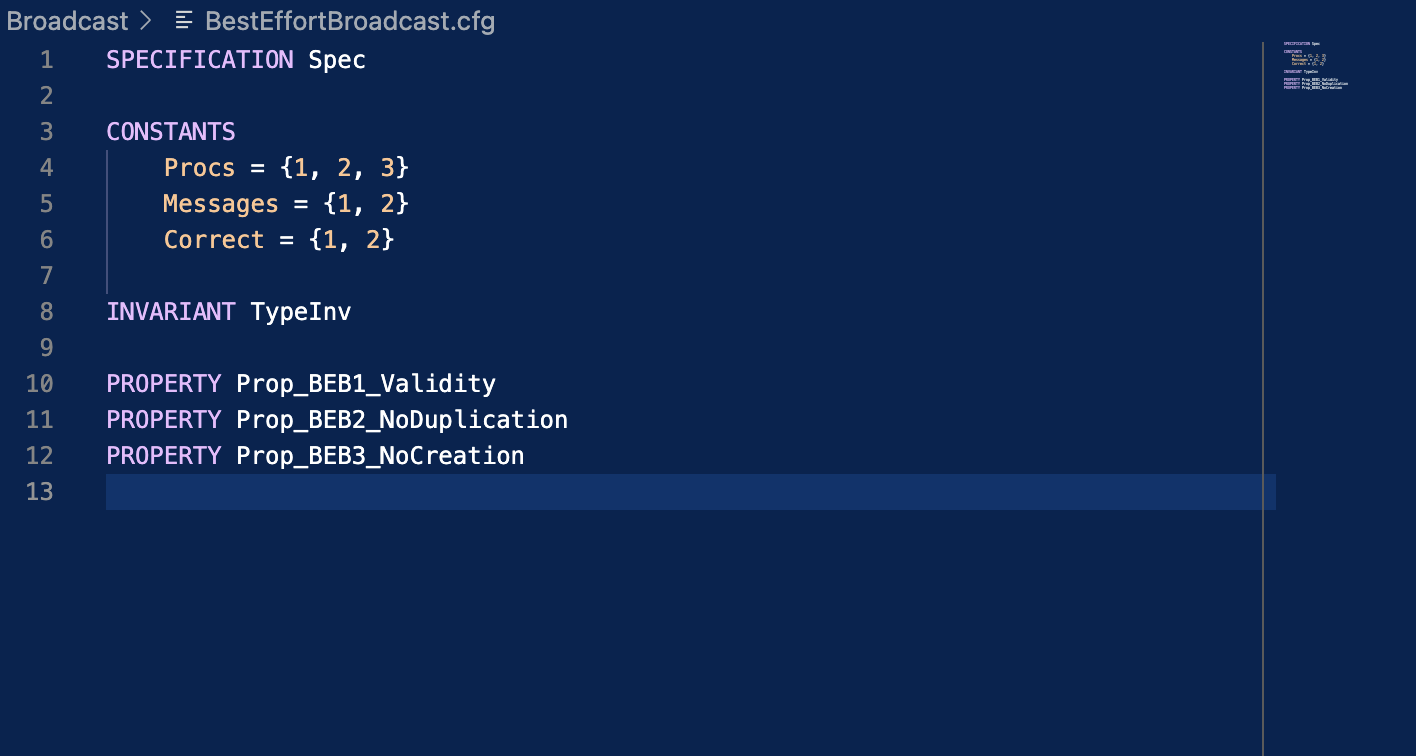 Broadcast > BestEffortBroadcast.cfg
1 SPECIFICATION Spec
2
3 CONSTANTS
4 Procs = {1, 2, 3}
5 Messages = {1, 2}
6 Correct = {1, 2}
7
8 INVARIANT TypeInv
9
10 PROPERTY Prop_BEB1_Validity
11 PROPERTY Prop_BEB2_NoDuplication
12 PROPERTY Prop_BEB3_NoCreation
13